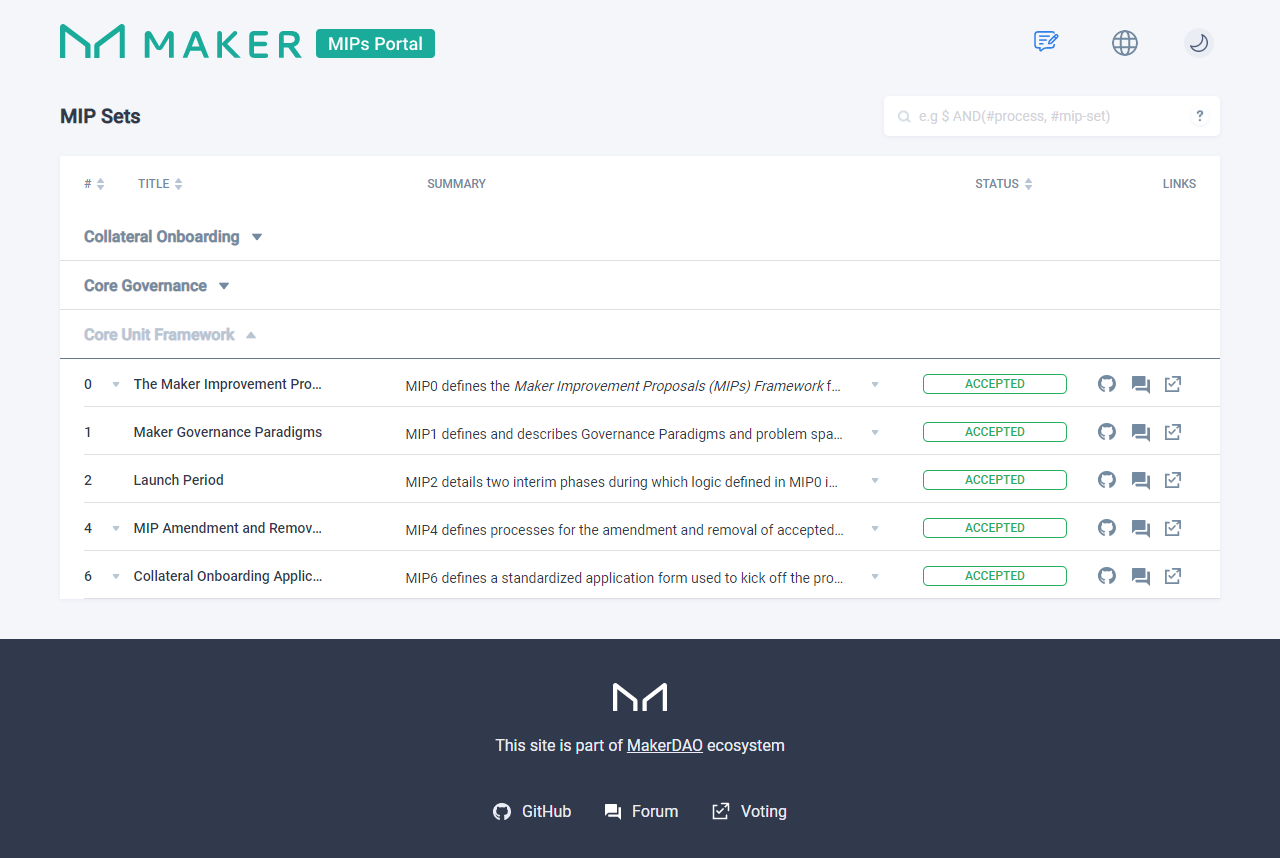 MAKER MIPs Portal
MIP Sets
e.g $ AND(#process, #mip-set) ?
# TITLE SUMMARY STATUS LINKS
Collateral Onboarding
Core Governance
Core Unit Framework
0 The Maker Improvement Pro... MIP0 defines the Maker Improvement Proposals (MIPs) Framework f... ACCEPTED
1 Maker Governance Paradigms MIP1 defines and describes Governance Paradigms and problem spa... ACCEPTED
2 Launch Period MIP2 details two interim phases during which logic defined in MIP0 i... ACCEPTED
4 MIP Amendment and Remov... MIP4 defines processes for the amendment and removal of accepted... ACCEPTED
6 Collateral Onboarding Applic... MIP6 defines a standardized application form used to kick off the pro... ACCEPTED
This site is part of MakerDAO ecosystem
GitHub Forum Voting